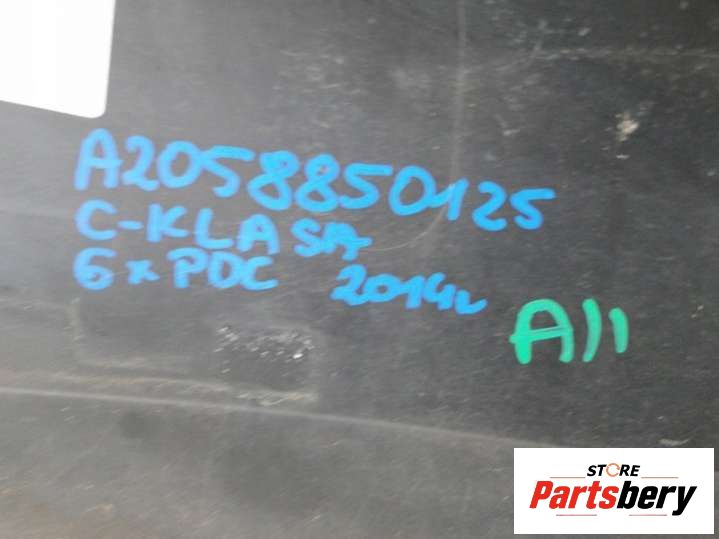 A2058850125
C-KLASA
6xPDC 2014r
A11
STORE
Partsbery